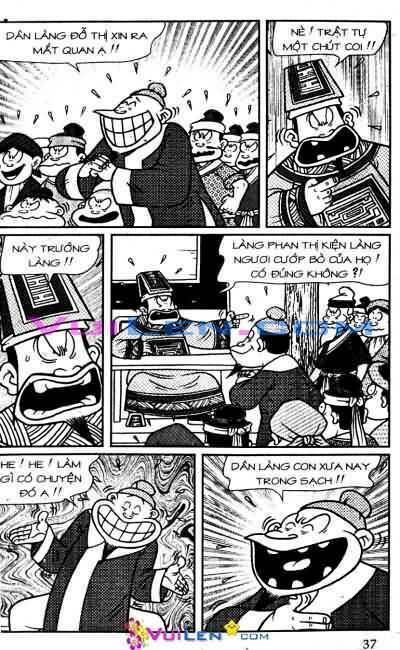 DÂN LÀNG ĐỖ THỊ XIN RA
MẮT QUAN Ạ !!
NÈ ! TRẬT TỰ
MỘT CHÚT COI !!
NÀY TRƯỞNG
LÀNG !!
LÀNG PHAN THỊ KIỆN LÀNG
NGƯƠI CƯỚP BÒ CỦA HỌ !
CÓ ĐÚNG KHÔNG ?!
VUILEN.COM
HE ! HE ! LÀM
GÌ CÓ CHUYỆN
ĐÓ Ạ !!
DÂN LÀNG CON XƯA NAY
TRONG SẠCH !!
VUILEN.COM
37